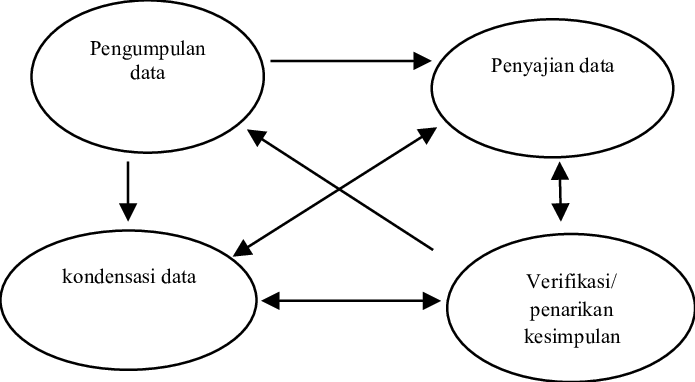 Pengumpulan
data
Penyajian data
kondensasi data
Verifikasi/
penarikan
kesimpulan